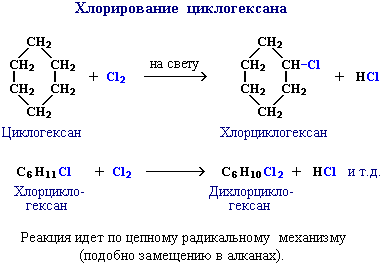 Хлорирование циклогексана
CH2 CH2
CH2 CH2 + Cl2 на свету CH2 CH–Cl + HCl
CH2 CH2 CH2 CH2
CH2 CH2
Циклогексан Хлорциклогексан
C6H11Cl + Cl2 C6H10Cl2 + HCl и т.д.
Хлорцикло- Дихлорцикло-
гексан гексан
Реакция идет по цепному радикальному механизму
(подобно замещению в алканах).